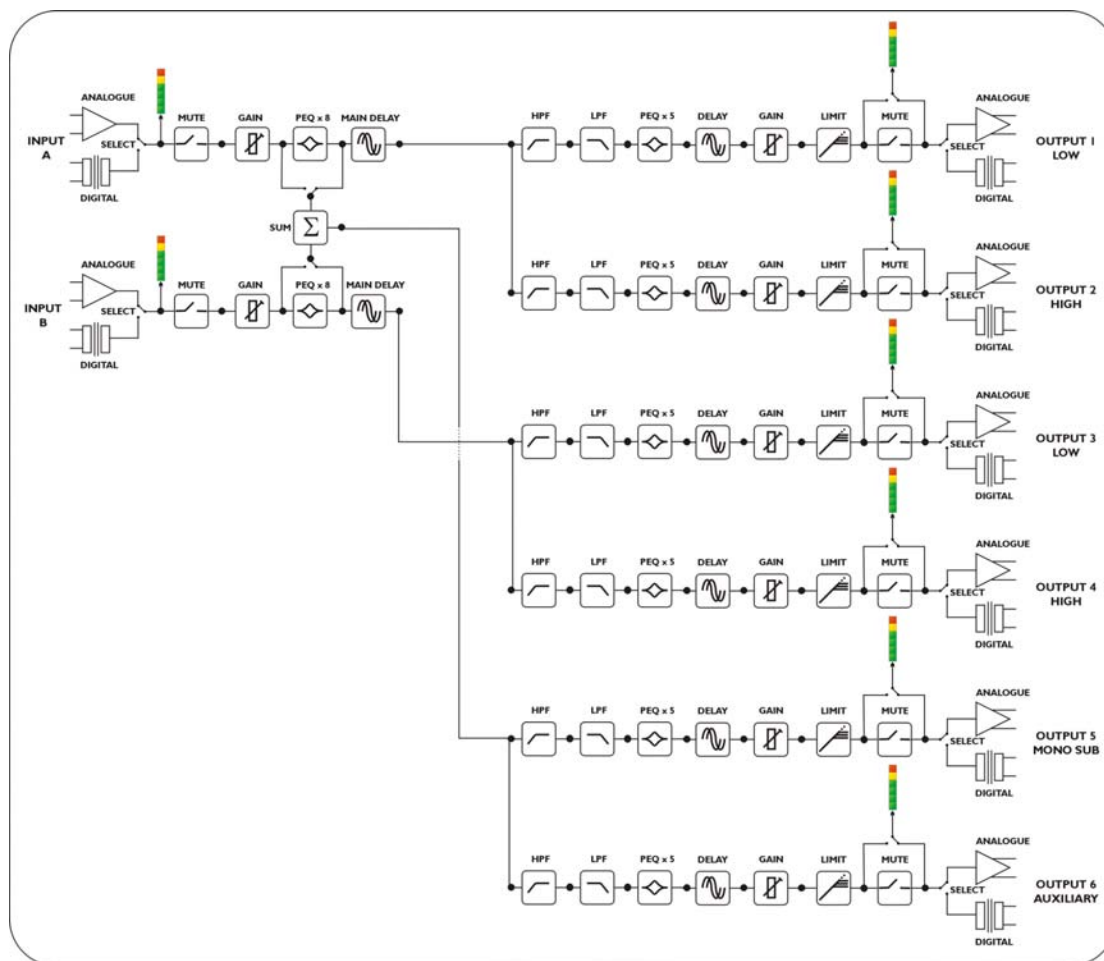 ANALOGUE
INPUT
A
SELECT
DIGITAL
MUTE
GAIN
PEQ x 8
MAIN DELAY
SUM
Σ
ANALOGUE
INPUT
B
SELECT
DIGITAL
MUTE
GAIN
PEQ x 8
MAIN DELAY
HPF
LPF
PEQ x 5
DELAY
GAIN
LIMIT
MUTE
SELECT
ANALOGUE
DIGITAL
OUTPUT 1
LOW
HPF
LPF
PEQ x 5
DELAY
GAIN
LIMIT
MUTE
SELECT
ANALOGUE
DIGITAL
OUTPUT 2
HIGH
HPF
LPF
PEQ x 5
DELAY
GAIN
LIMIT
MUTE
SELECT
ANALOGUE
DIGITAL
OUTPUT 3
LOW
HPF
LPF
PEQ x 5
DELAY
GAIN
LIMIT
MUTE
SELECT
ANALOGUE
DIGITAL
OUTPUT 4
HIGH
HPF
LPF
PEQ x 5
DELAY
GAIN
LIMIT
MUTE
SELECT
ANALOGUE
DIGITAL
OUTPUT 5
MONO SUB
HPF
LPF
PEQ x 5
DELAY
GAIN
LIMIT
MUTE
SELECT
ANALOGUE
DIGITAL
OUTPUT 6
AUXILIARY